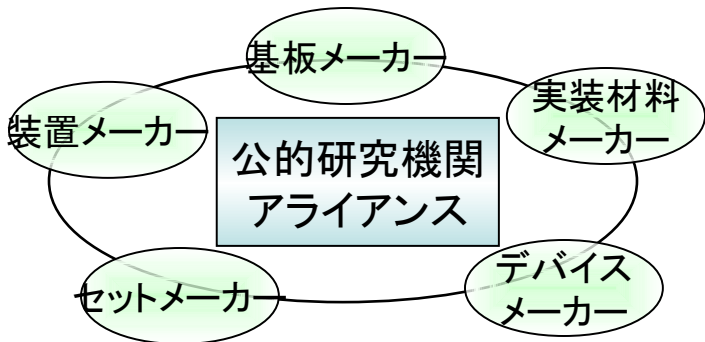 基板メーカー
装置メーカー
実装材料
メーカー
公的研究機関
アライアンス
セットメーカー
デバイス
メーカー